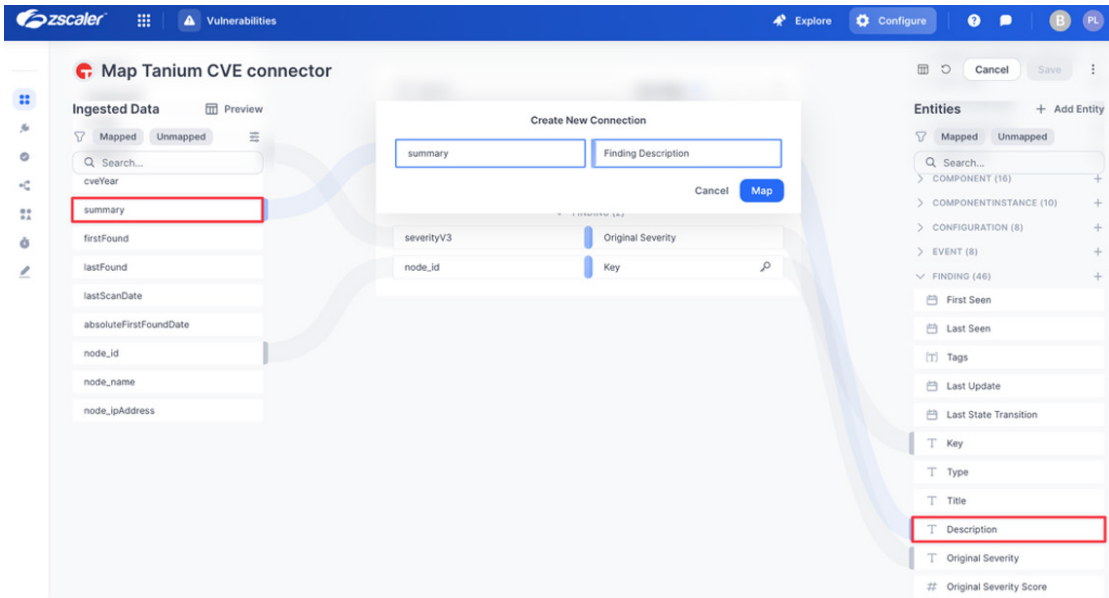 zscaler
Vulnerabilities
Explore
Configure
B
PL
Map Tanium CVE connector
Cancel
Save
Ingested Data
Preview
Mapped
Unmapped
Search...
cveYear
summary
firstFound
lastFound
lastScanDate
absoluteFirstFoundDate
node_id
node_name
node_ipAddress
Create New Connection
summary
Finding Description
Cancel
Map
FINDING (2)
severityV3
Original Severity
node_id
Key
Entities
+ Add Entity
Mapped
Unmapped
Search...
COMPONENT (16)
COMPONENTINSTANCE (10)
CONFIGURATION (8)
EVENT (8)
FINDING (46)
First Seen
Last Seen
[T] Tags
Last Update
Last State Transition
T Key
T Type
T Title
T Description
T Original Severity
# Original Severity Score